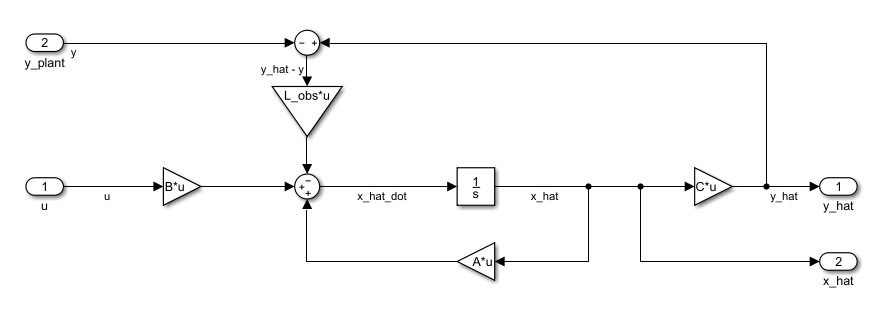 2
y_plant
y
− +
y_hat - y
L_obs*u
1
u
u
B*u
−
+
+
x_hat_dot
1
s
x_hat
C*u
y_hat
1
y_hat
A*u
2
x_hat